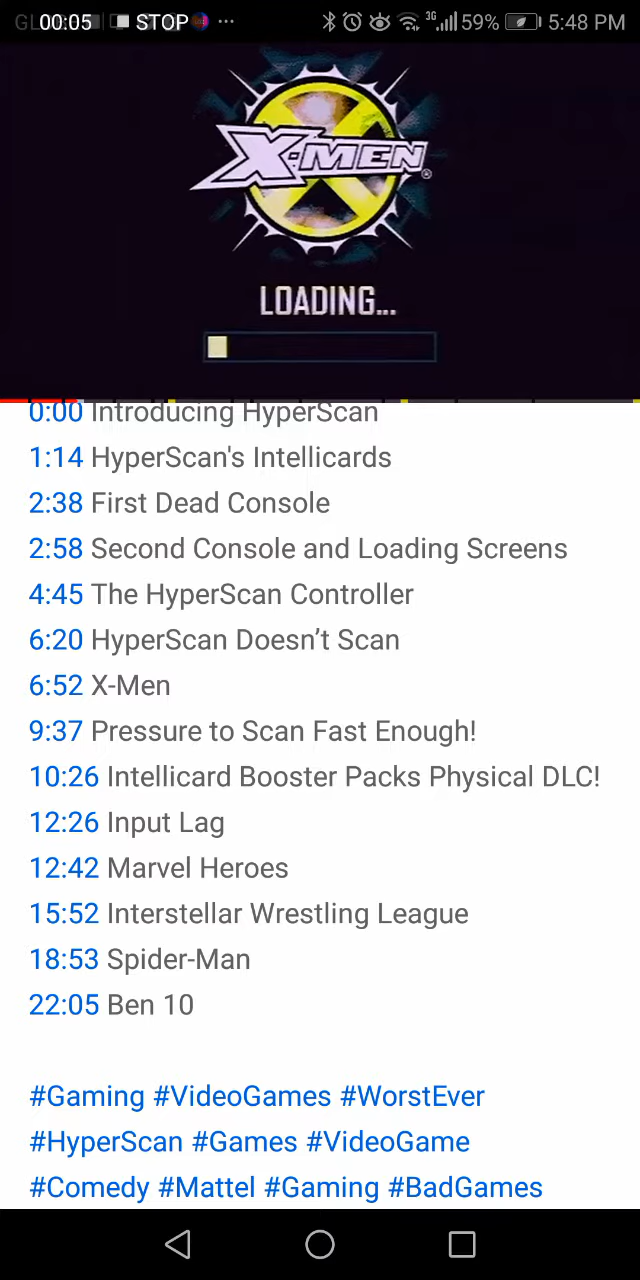 00:05 STOP ... 3G 59% 5:48 PM
X-MEN
®
LOADING...
0:00 Introducing HyperScan
1:14 HyperScan's Intellicards
2:38 First Dead Console
2:58 Second Console and Loading Screens
4:45 The HyperScan Controller
6:20 HyperScan Doesn’t Scan
6:52 X-Men
9:37 Pressure to Scan Fast Enough!
10:26 Intellicard Booster Packs Physical DLC!
12:26 Input Lag
12:42 Marvel Heroes
15:52 Interstellar Wrestling League
18:53 Spider-Man
22:05 Ben 10
#Gaming #VideoGames #WorstEver
#HyperScan #Games #VideoGame
#Comedy #Mattel #Gaming #BadGames